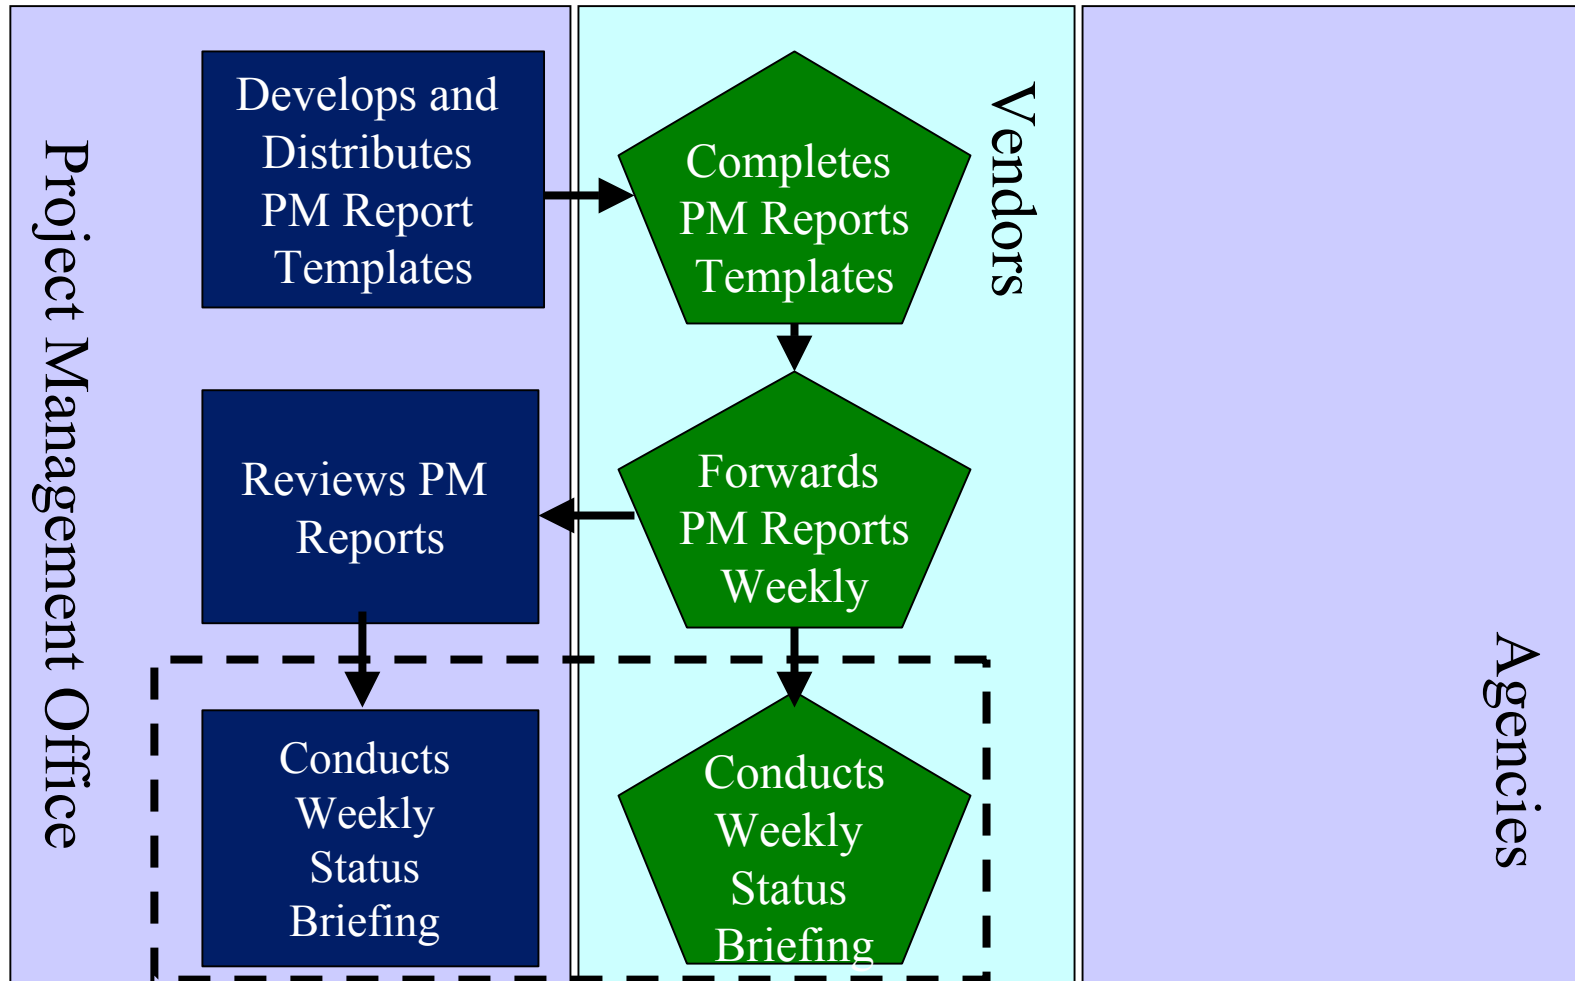 Project Management Office
Develops and
Distributes
PM Report
Templates
Completes
PM Reports
Templates
Vendors
Reviews PM
Reports
Forwards
PM Reports
Weekly
Conducts
Weekly
Status
Briefing
Conducts
Weekly
Status
Briefing
Agencies